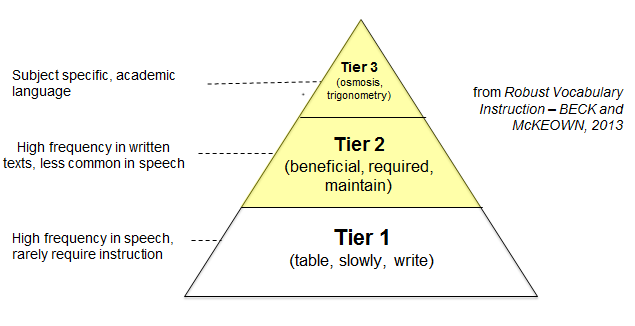 Subject specific, academic
language
Tier 3
(osmosis,
trigonometry)
from Robust Vocabulary
Instruction – BECK and
McKEOWN, 2013
High frequency in written
texts, less common in speech
Tier 2
(beneficial, required,
maintain)
High frequency in speech,
rarely require instruction
Tier 1
(table, slowly, write)